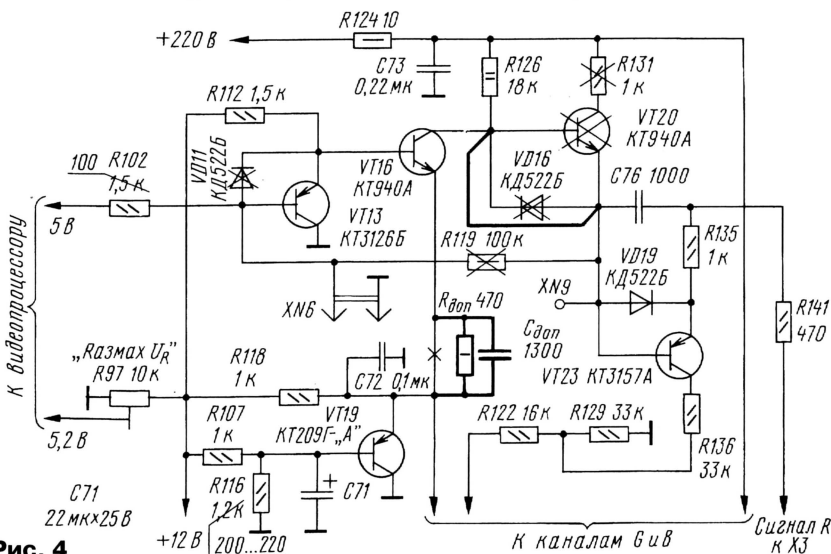 R124 10
+220 В
C73
0,22 мк
R126
18 к
R131
1 к
R112 1,5 к
VT20
КТ940А
VD11
КД522Б
VT16
КТ940А
VD16
КД522Б
C76 1000
100 R102
1,5 к
5 В
VT13
КТ3126Б
R119 100 к
R135
1 к
VD19
КД522Б
XN6
XN9
Rдоп 470
Cдоп
1300
R141
470
К видеопроцессору
„Rазмах UR"
R97 10 к
5,2 В
R118
1 к
C72
0,1 мк
VT23 КТ3157А
R107
1 к
VT19
КТ209Г-„А"
R122 16 к
R129 33 к
R136
33 к
R116
1,2 к
200...220
C71
C71
22 мк×25 В
+12 В
К каналам G и В
Сигнал R
к X3
Рис. 4